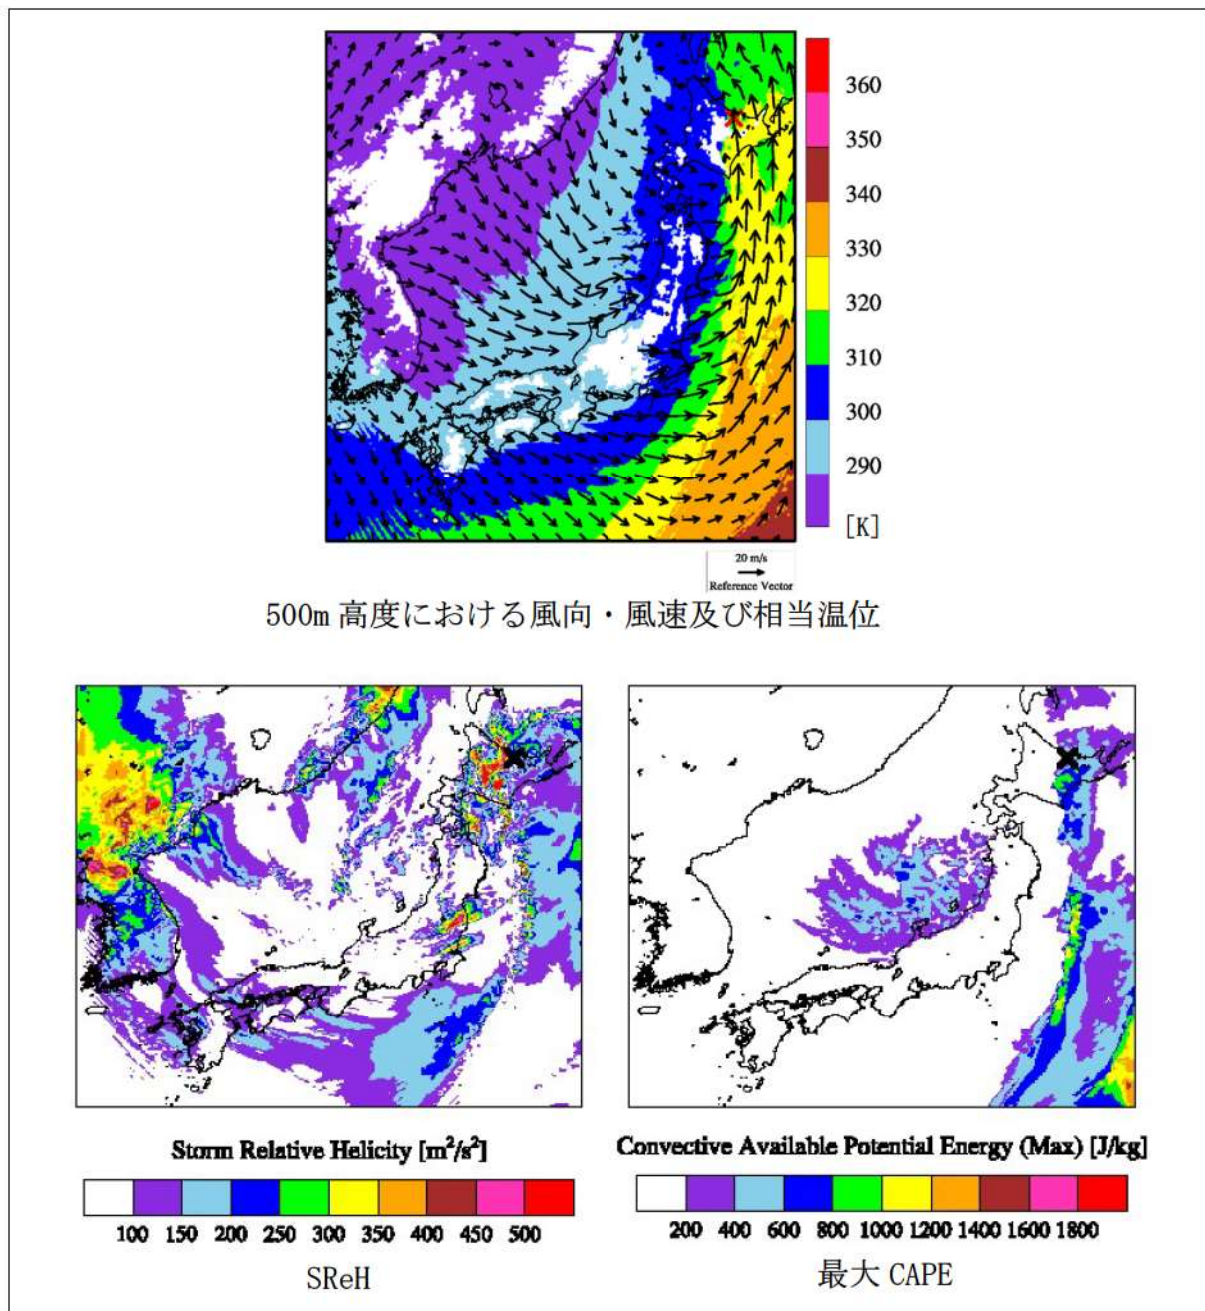 360
350
340
330
320
310
300
290
[K]
20 m/s
Reference Vector
500m 高度における風向・風速及び相当温位
Storm Relative Helicity [m²/s²]
100 150 200 250 300 350 400 450 500
SReH
Convective Available Potential Energy (Max) [J/kg]
200 400 600 800 1000 1200 1400 1600 1800
最大 CAPE